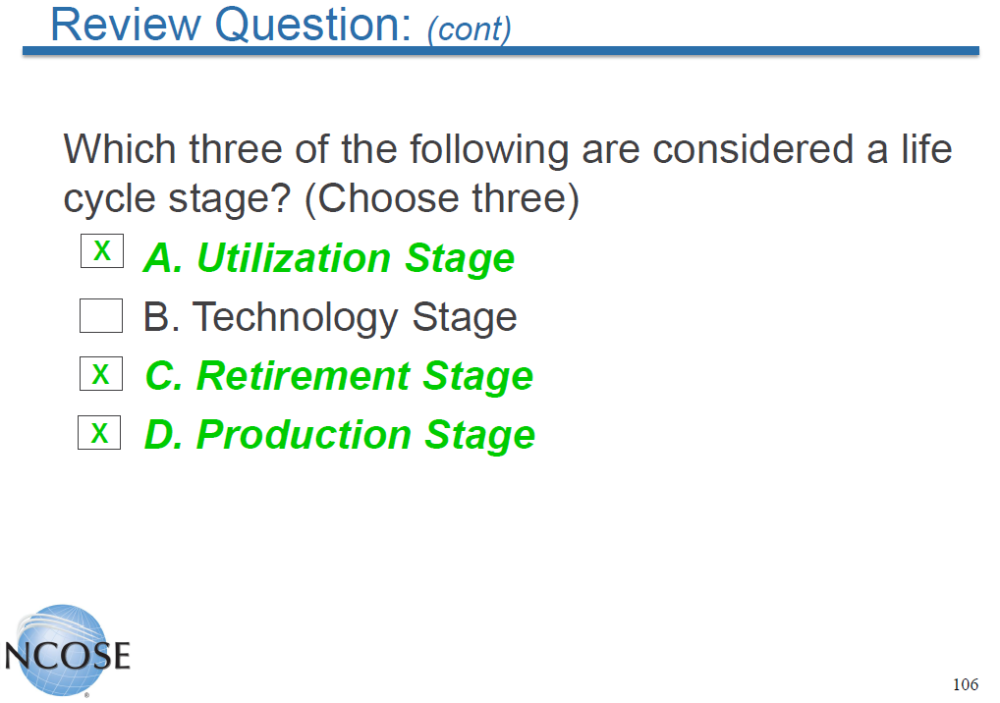 Review Question: (cont)
Which three of the following are considered a life
cycle stage? (Choose three)
X A. Utilization Stage
B. Technology Stage
X C. Retirement Stage
X D. Production Stage
NCOSE
®
106